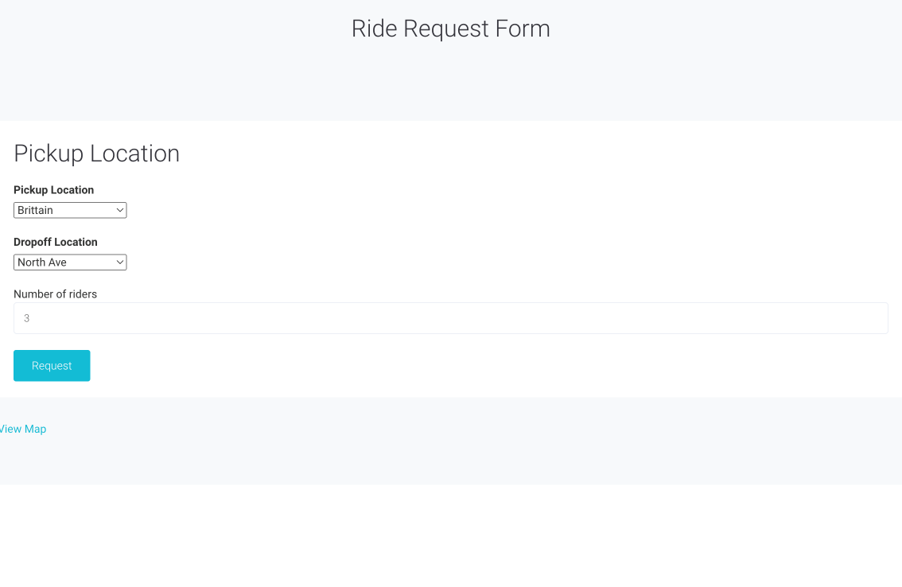 Ride Request Form
Pickup Location
Pickup Location
Brittain
Dropoff Location
North Ave
Number of riders
3
Request
View Map